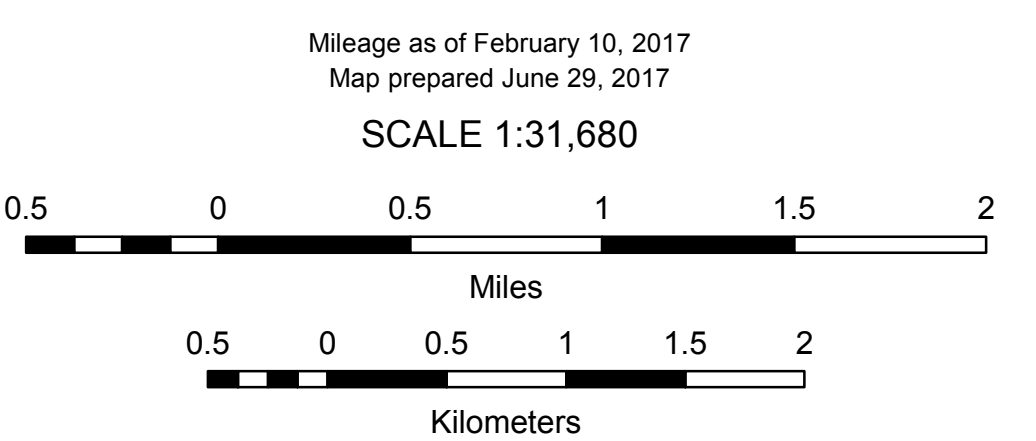 Mileage as of February 10, 2017
Map prepared June 29, 2017
SCALE 1:31,680
0.5 0 0.5 1 1.5 2
Miles
0.5 0 0.5 1 1.5 2
Kilometers